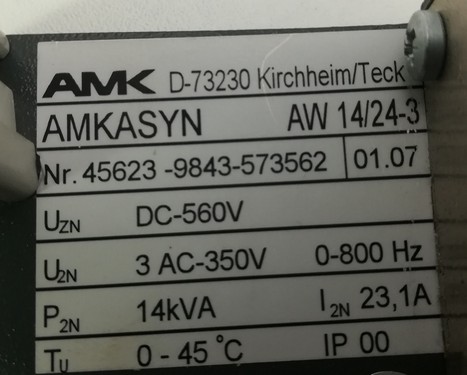 AMK D-73230 Kirchheim/Teck
AMKASYN AW 14/24-3
Nr. 45623 -9843-573562 01.07
UZN DC-560V
U2N 3 AC-350V 0-800 Hz
P2N 14kVA I2N 23,1A
Tu 0 - 45 °C IP 00